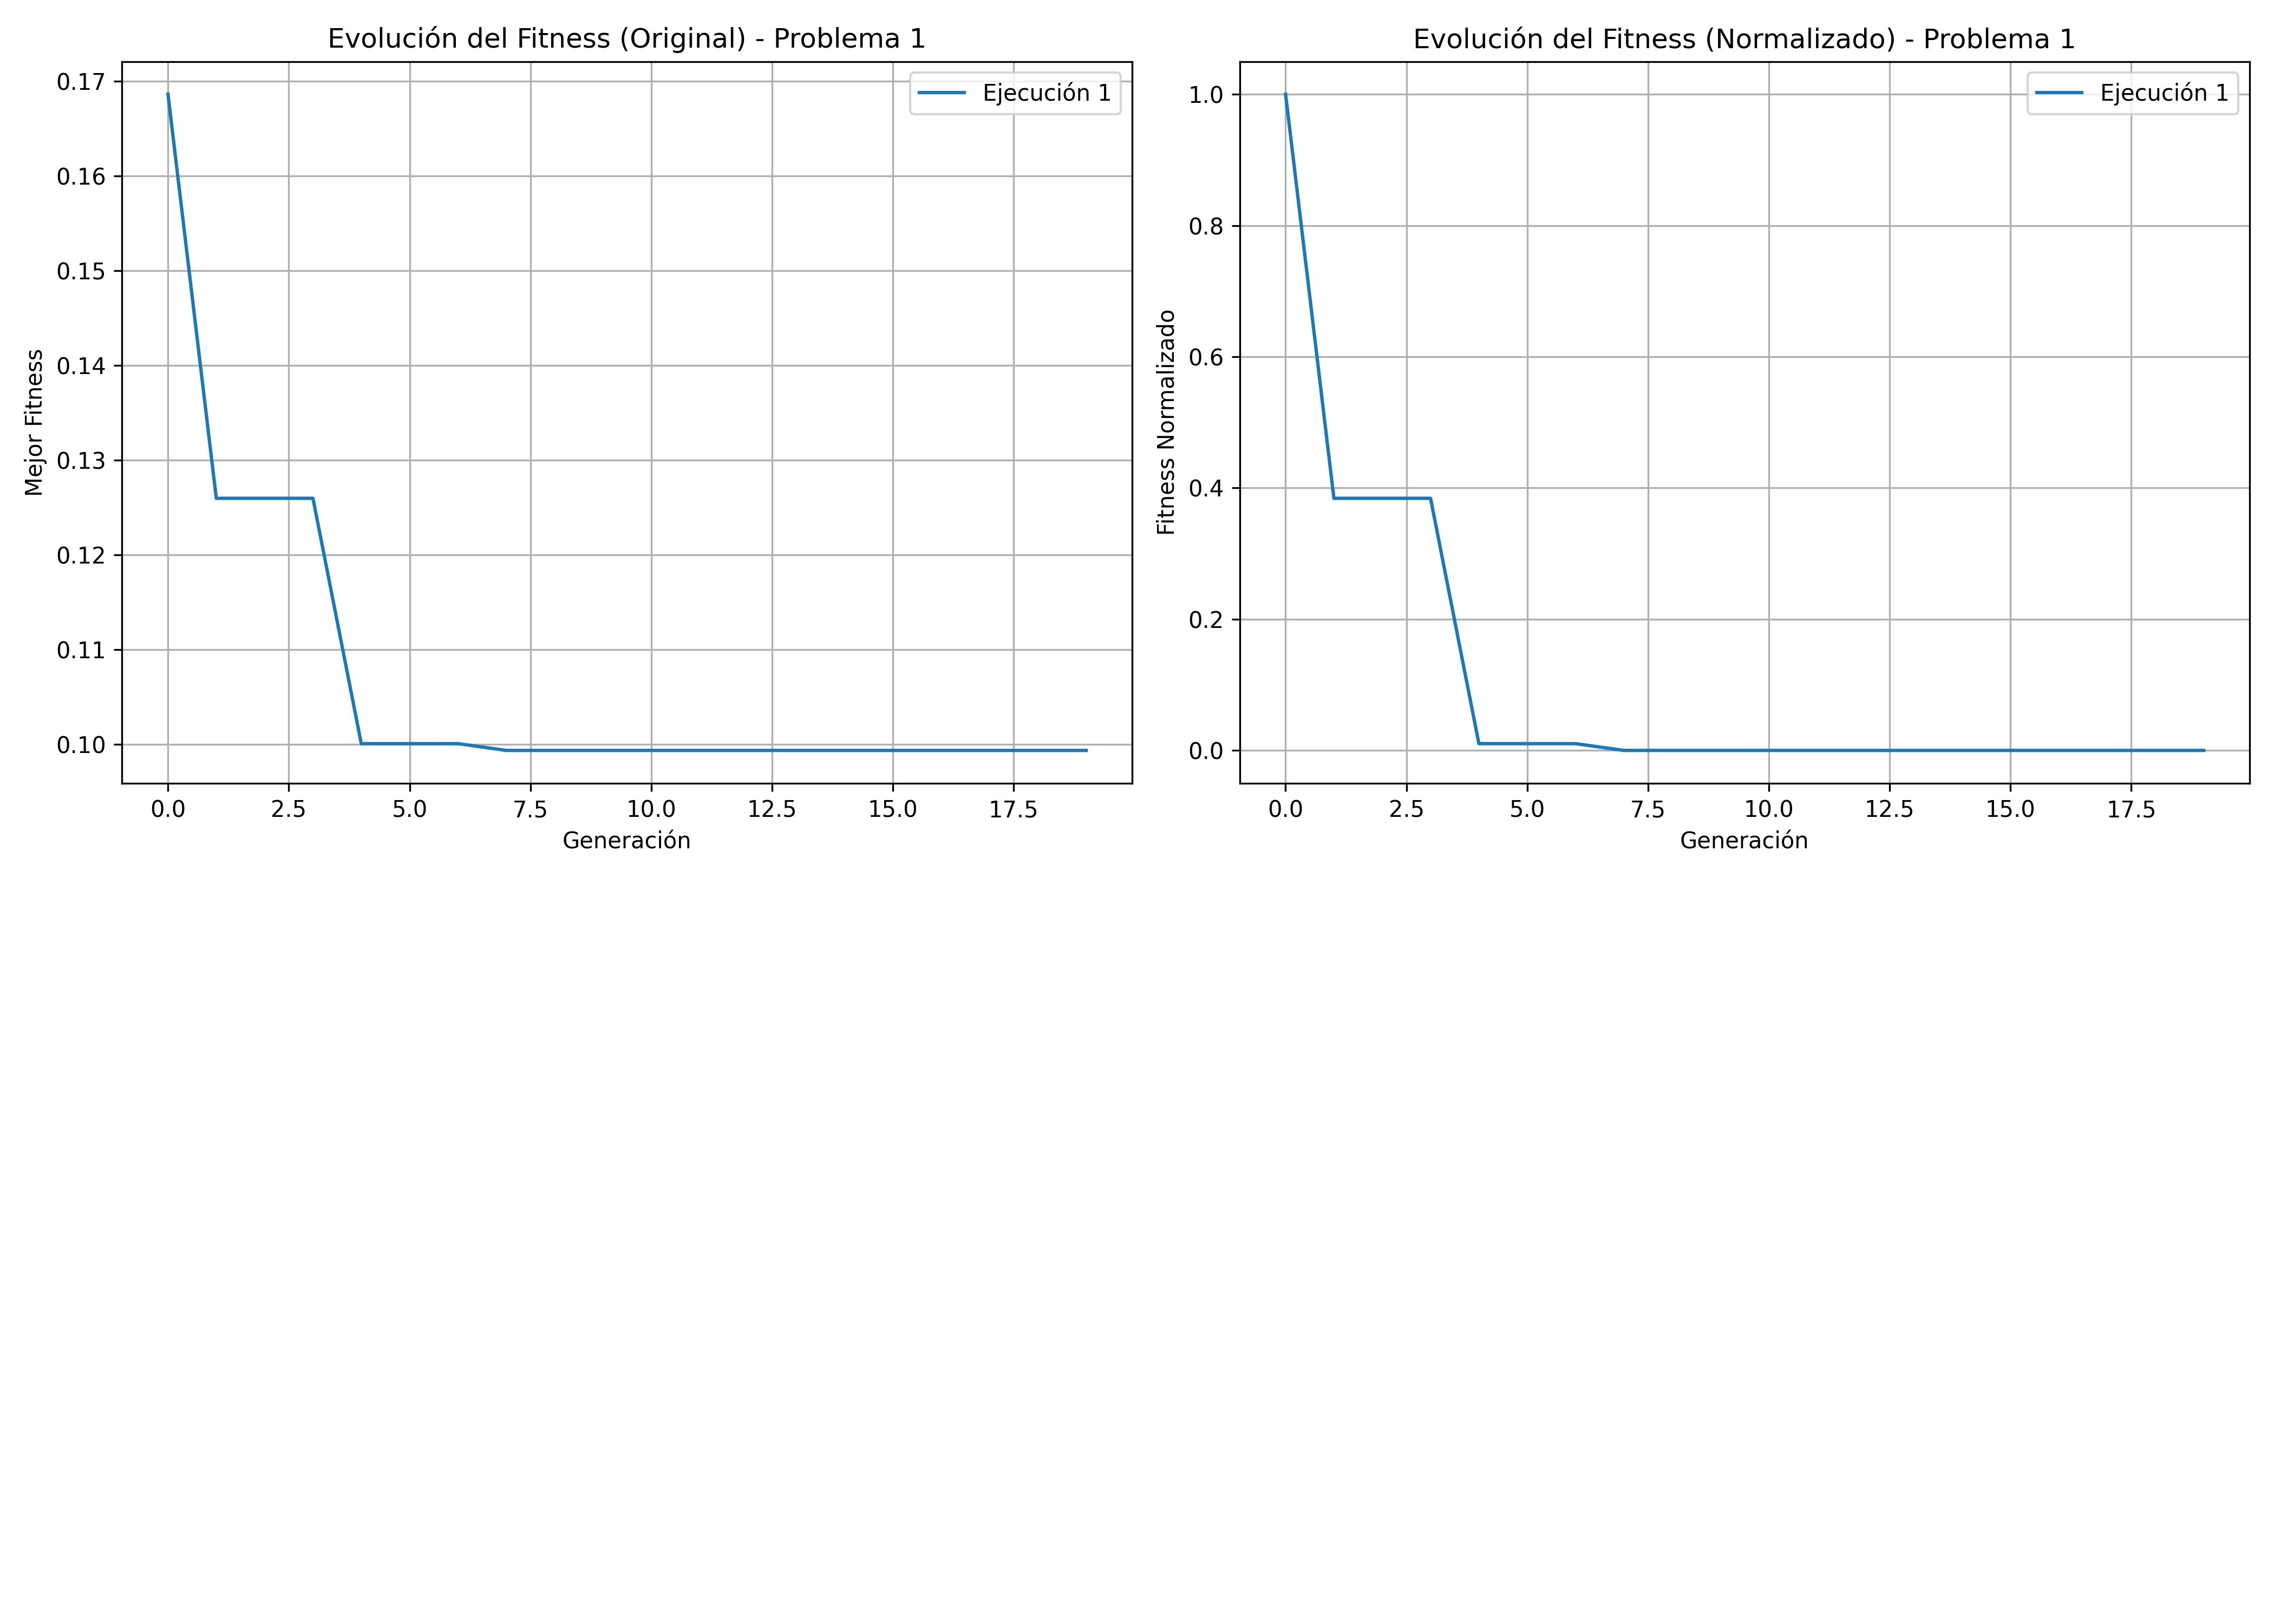 Evolución del Fitness (Original) - Problema 1
Ejecución 1
Mejor Fitness
0.17
0.16
0.15
0.14
0.13
0.12
0.11
0.10
0.0 2.5 5.0 7.5 10.0 12.5 15.0 17.5
Generación
Evolución del Fitness (Normalizado) - Problema 1
Ejecución 1
Fitness Normalizado
1.0
0.8
0.6
0.4
0.2
0.0
0.0 2.5 5.0 7.5 10.0 12.5 15.0 17.5
Generación